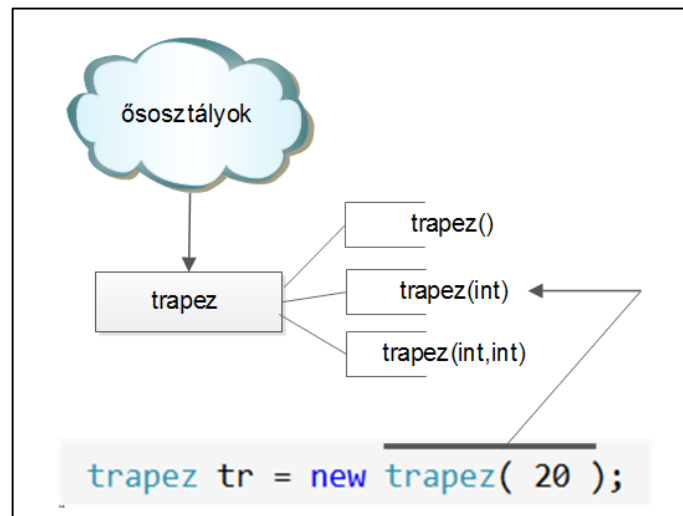 ősosztályok
trapez()
trapez
trapez(int)
trapez(int,int)
trapez tr = new trapez( 20 );